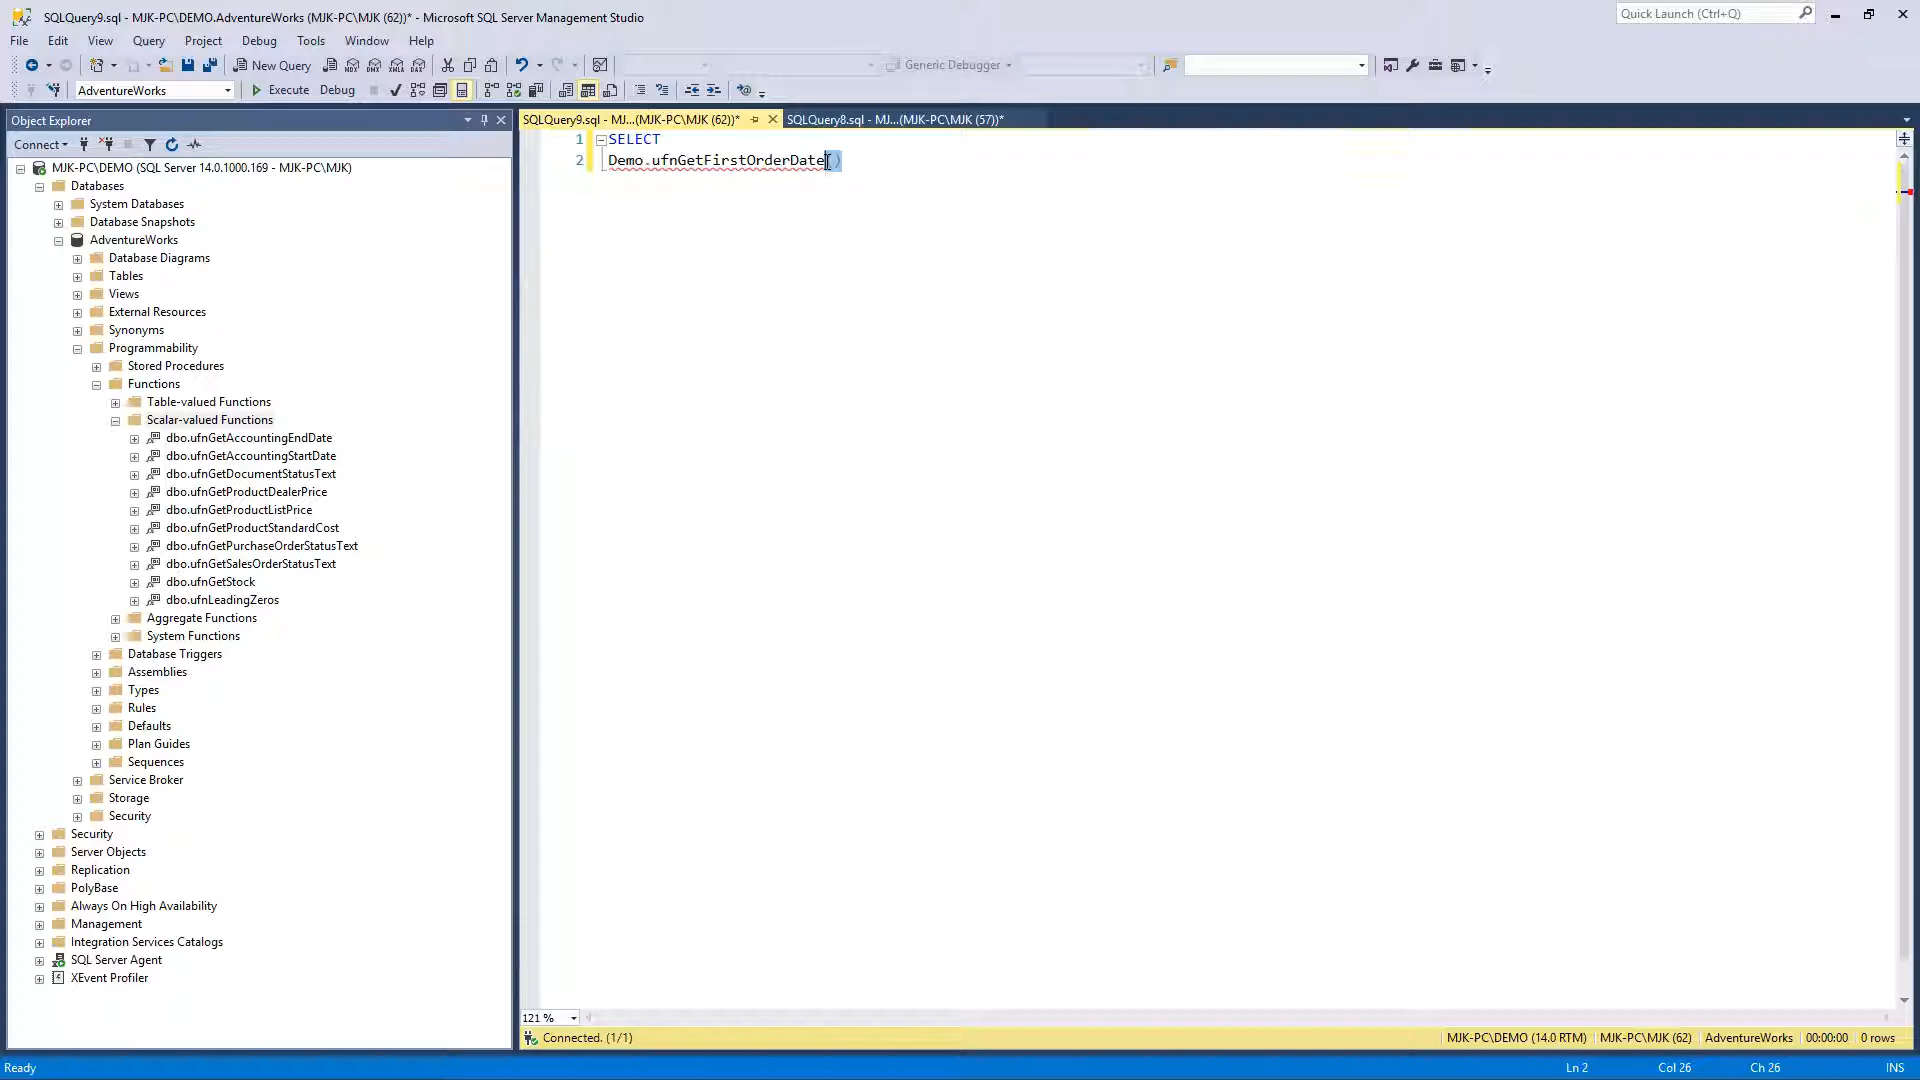 SQLQuery9.sql - MJK-PC\DEMO.AdventureWorks (MJK-PC\MJK (62))* - Microsoft SQL Server Management Studio
Quick Launch (Ctrl+Q)
File Edit View Query Project Debug Tools Window Help
New Query
MDX DMX XMLA DAX
Generic Debugger
AdventureWorks
Execute
Debug
Object Explorer
SQLQuery9.sql - MJ...(MJK-PC\MJK (62))*
SQLQuery8.sql - MJ...(MJK-PC\MJK (57))*
Connect
MJK-PC\DEMO (SQL Server 14.0.1000.169 - MJK-PC\MJK)
Databases
System Databases
Database Snapshots
AdventureWorks
Database Diagrams
Tables
Views
External Resources
Synonyms
Programmability
Stored Procedures
Functions
Table-valued Functions
Scalar-valued Functions
dbo.ufnGetAccountingEndDate
dbo.ufnGetAccountingStartDate
dbo.ufnGetDocumentStatusText
dbo.ufnGetProductDealerPrice
dbo.ufnGetProductListPrice
dbo.ufnGetProductStandardCost
dbo.ufnGetPurchaseOrderStatusText
dbo.ufnGetSalesOrderStatusText
dbo.ufnGetStock
dbo.ufnLeadingZeros
Aggregate Functions
System Functions
Database Triggers
Assemblies
Types
Rules
Defaults
Plan Guides
Sequences
Service Broker
Storage
Security
Security
Server Objects
Replication
PolyBase
Always On High Availability
Management
Integration Services Catalogs
SQL Server Agent
XEvent Profiler
1 SELECT
2 Demo.ufnGetFirstOrderDate()
121 %
Connected. (1/1)
MJK-PC\DEMO (14.0 RTM) MJK-PC\MJK (62) AdventureWorks 00:00:00 0 rows
Ready
Ln 2 Col 26 Ch 26 INS